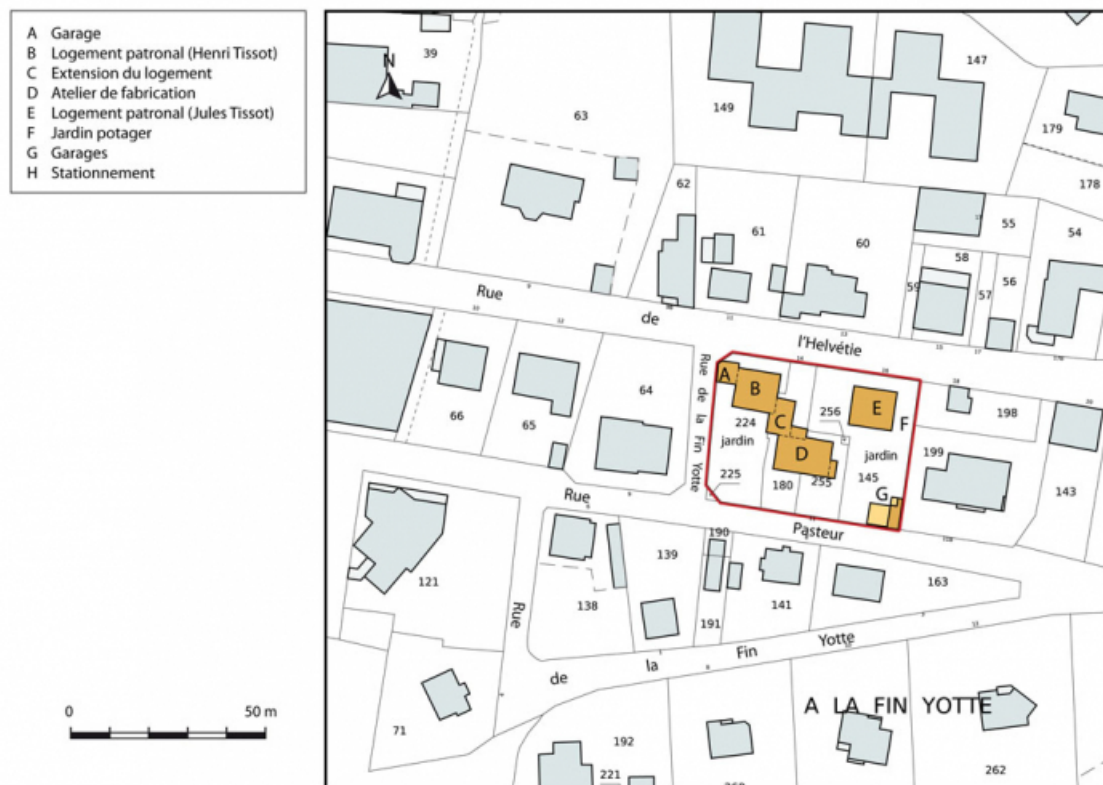 A Garage
B Logement patronal (Henri Tissot)
C Extension du logement
D Atelier de fabrication
E Logement patronal (Jules Tissot)
F Jardin potager
G Garages
H Stationnement
N
39
147
149
63
179
178
62
61
60
55
54
58
59
57
56
Rue de l'Helvétie
Rue de la Fin Yotte
66
65
64
A
B
C
D
E
F
G
224
jardin
225
180
255
256
145
jardin
198
199
143
Rue Pasteur
121
138
139
190
191
141
163
Rue de la Fin Yotte
71
192
221
262
A LA FIN YOTTE
0 50 m